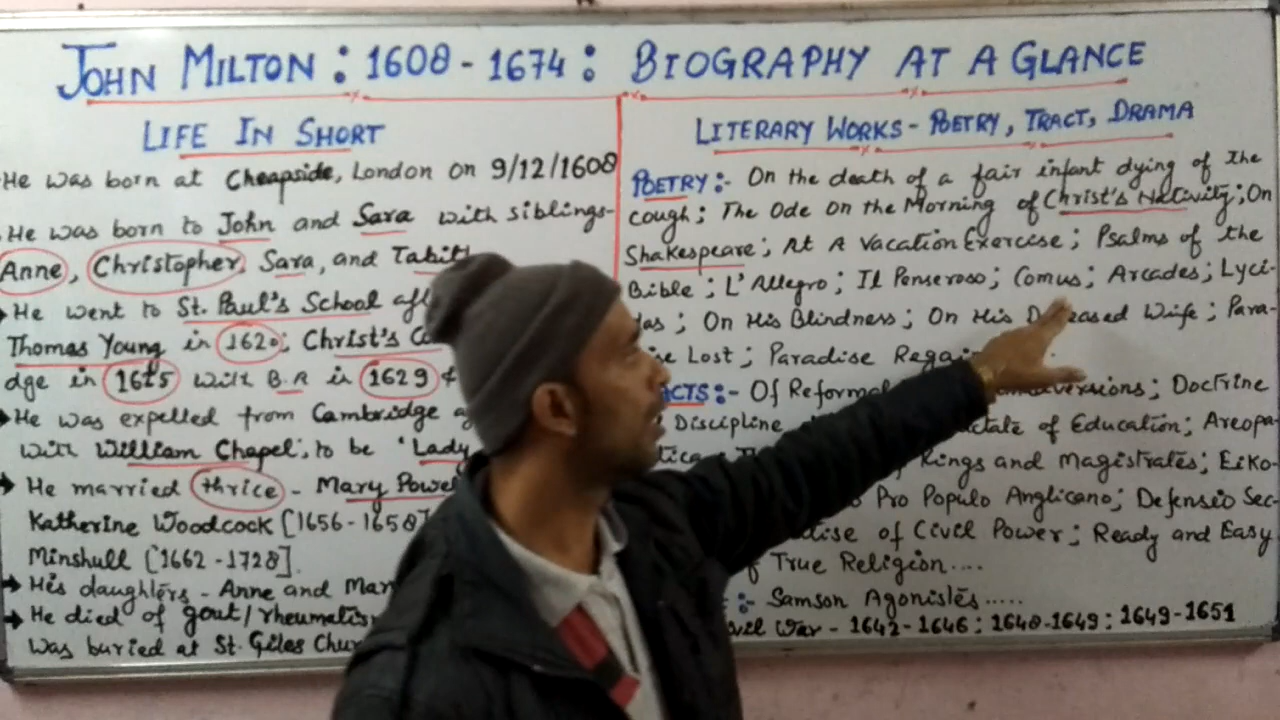 JOHN MILTON : 1608 - 1674 : BIOGRAPHY AT A GLANCE
LIFE IN SHORT
He was born at Cheapside, London on 9/12/1608
He was born to John and Sara with siblings-
Anne, Christopher, Sara, and
He went to St. Paul's School
Thomas Young in 1620; Christ's
dge in 1625 with B.A in 1629
He was expelled from Cambridge
with William Chapel; to be 'Lady
He married thrice - Mary
Katherine Woodcock [1656-1658]
Minshull [1662-1728].
His daughters - Anne and
He died of gout/rheumatism
was buried at St. Giles
LITERARY WORKS - POETRY, TRACT, DRAMA
POETRY :- On the death of a fair infant dying of the
cough; The Ode on the Morning of Christ's Nativity; On
Shakespeare; At A Vacation Exercise; Psalms of the
Bible; L'Allegro; Il Penseroso; Comus; Arcades; Lyci-
das; On His Blindness; On His Deceased Wife; Para-
Lost; Paradise
:- Of Doctrine
Discipline of Education; Areopa-
Kings and Magistrates; Eiko-
Pro Populo Anglicano; Defensio Sec-
of Civil Power; Ready and Easy
True Religion....
:- Samson Agonistes.....
War - 1642-1646: 1648-1649: 1649-1651